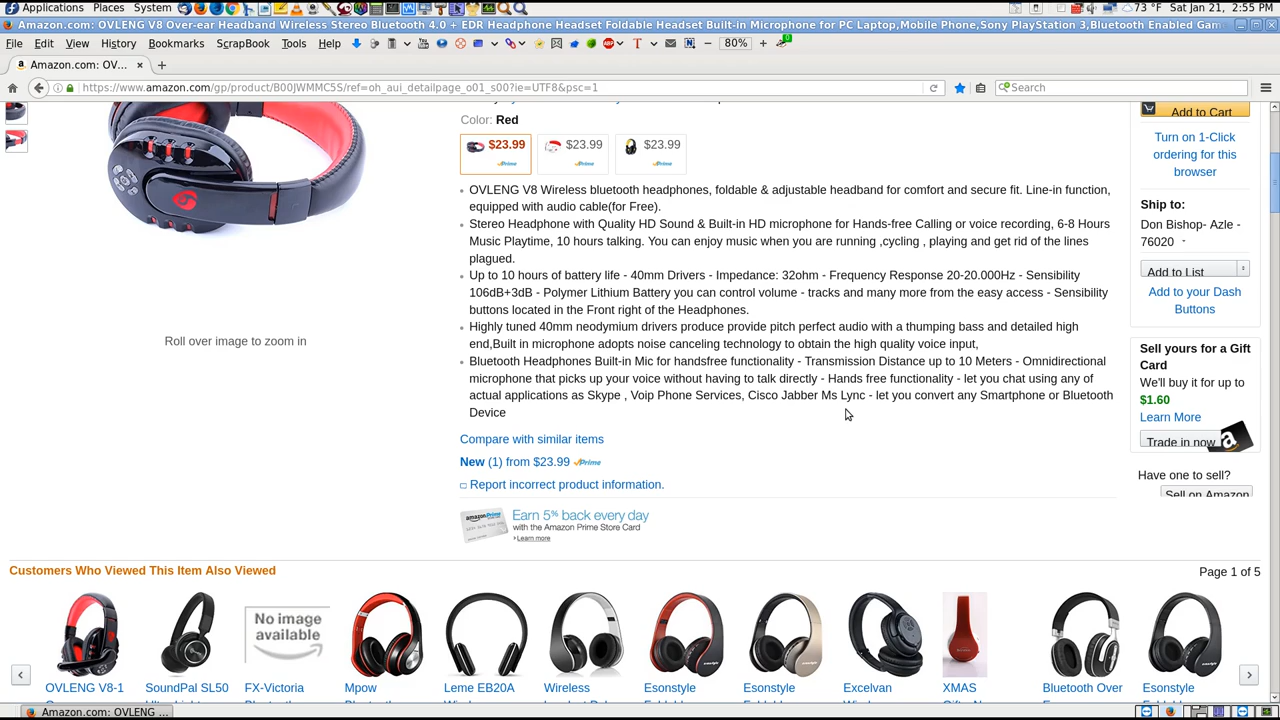 Applications Places System
73 °F Sat Jan 21, 2:55 PM
Amazon.com: OVLENG V8 Over-ear Headband Wireless Stereo Bluetooth 4.0 + EDR Headphone Headset Foldable Headset Built-in Microphone for PC Laptop,Mobile Phone,Sony PlayStation 3,Bluetooth Enabled Gam
File Edit View History Bookmarks ScrapBook Tools Help
80%
Amazon.com: OV...
https://www.amazon.com/gp/product/B00JWMMC5S/ref=oh_aui_detailpage_o01_s00?ie=UTF8&psc=1
Search
Color: Red
$23.99 $23.99 $23.99
Prime Prime Prime
OVLENG V8 Wireless bluetooth headphones, foldable & adjustable headband for comfort and secure fit. Line-in function,
equipped with audio cable(for Free).
Stereo Headphone with Quality HD Sound & Built-in HD microphone for Hands-free Calling or voice recording, 6-8 Hours
Music Playtime, 10 hours talking. You can enjoy music when you are running ,cycling , playing and get rid of the lines
plagued.
Up to 10 hours of battery life - 40mm Drivers - Impedance: 32ohm - Frequency Response 20-20.000Hz - Sensibility
106dB+3dB - Polymer Lithium Battery you can control volume - tracks and many more from the easy access - Sensibility
buttons located in the Front right of the Headphones.
Highly tuned 40mm neodymium drivers produce provide pitch perfect audio with a thumping bass and detailed high
end,Built in microphone adopts noise canceling technology to obtain the high quality voice input,
Bluetooth Headphones Built-in Mic for handsfree functionality - Transmission Distance up to 10 Meters - Omnidirectional
microphone that picks up your voice without having to talk directly - Hands free functionality - let you chat using any of
actual applications as Skype , Voip Phone Services, Cisco Jabber Ms Lync - let you convert any Smartphone or Bluetooth
Device
Compare with similar items
New (1) from $23.99 Prime
Report incorrect product information.
amazonPrime
Earn 5% back every day
with the Amazon Prime Store Card
Learn more
Roll over image to zoom in
Add to Cart
Turn on 1-Click
ordering for this
browser
Ship to:
Don Bishop- Azle -
76020
Add to List
Add to your Dash
Buttons
Sell yours for a Gift
Card
We'll buy it for up to
$1.60
Learn More
Trade in now
Have one to sell?
Sell on Amazon
Customers Who Viewed This Item Also Viewed
Page 1 of 5
No image
available
OVLENG V8-1 SoundPal SL50 FX-Victoria Mpow Leme EB20A Wireless Esonstyle Esonstyle Excelvan XMAS Bluetooth Over Esonstyle
Amazon.com: OVLENG ...